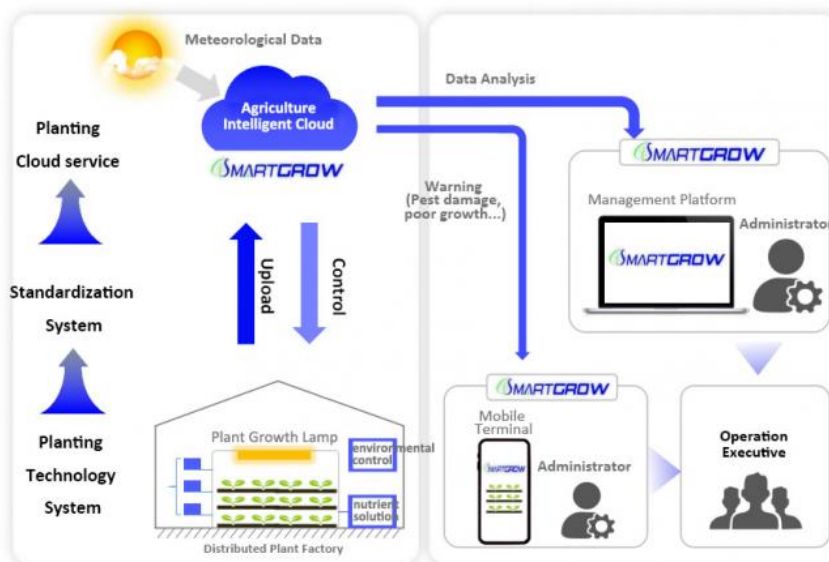 Meteorological Data
Agriculture
Intelligent Cloud
SMARTGROW
Planting
Cloud service
Standardization
System
Planting
Technology
System
Upload
Control
Plant Growth Lamp
environmental
control
nutrient
solution
Distributed Plant Factory
Data Analysis
Warning
(Pest damage,
poor growth...)
SMARTGROW
Management Platform
Administrator
SMARTGROW
SMARTGROW
Mobile
Terminal
SMARTGROW
Administrator
Operation
Executive